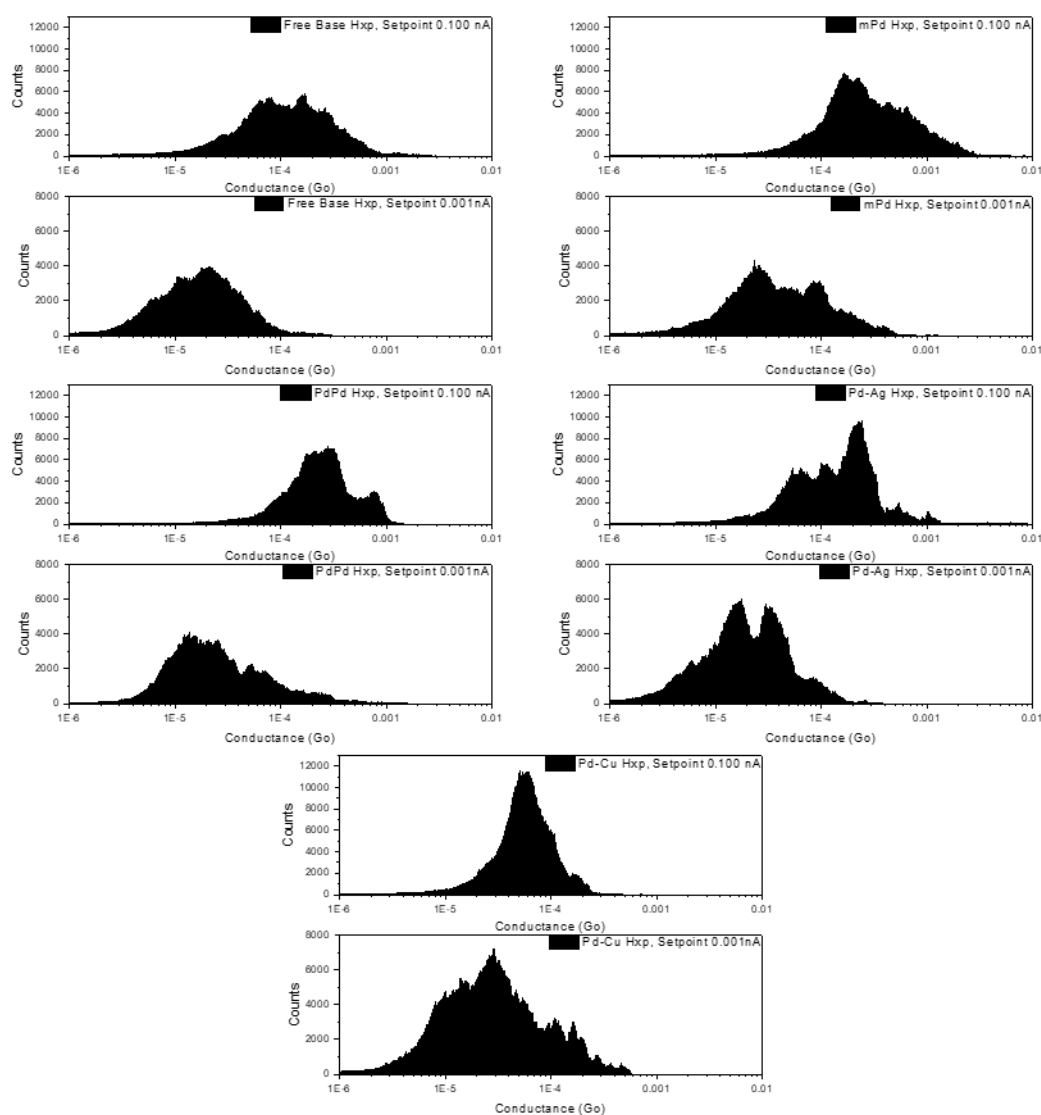 Free Base Hxp, Setpoint 0.100 nA
12000
10000
8000
6000
4000
2000
0
Counts
1E-6 1E-5 1E-4 0.001 0.01
Conductance (Go)
mPd Hxp, Setpoint 0.100 nA
12000
10000
8000
6000
4000
2000
0
Counts
1E-6 1E-5 1E-4 0.001 0.01
Conductance (Go)
Free Base Hxp, Setpoint 0.001nA
8000
6000
4000
2000
0
Counts
1E-6 1E-5 1E-4 0.001 0.01
Conductance (Go)
mPd Hxp, Setpoint 0.001nA
8000
6000
4000
2000
0
Counts
1E-6 1E-5 1E-4 0.001 0.01
Conductance (Go)
PdPd Hxp, Setpoint 0.100 nA
12000
10000
8000
6000
4000
2000
0
Counts
1E-6 1E-5 1E-4 0.001 0.01
Conductance (Go)
Pd-Ag Hxp, Setpoint 0.100 nA
12000
10000
8000
6000
4000
2000
0
Counts
1E-6 1E-5 1E-4 0.001 0.01
Conductance (Go)
PdPd Hxp, Setpoint 0.001nA
8000
6000
4000
2000
0
Counts
1E-6 1E-5 1E-4 0.001 0.01
Conductance (Go)
Pd-Ag Hxp, Setpoint 0.001nA
8000
6000
4000
2000
0
Counts
1E-6 1E-5 1E-4 0.001 0.01
Conductance (Go)
Pd-Cu Hxp, Setpoint 0.100 nA
12000
10000
8000
6000
4000
2000
0
Counts
1E-6 1E-5 1E-4 0.001 0.01
Conductance (Go)
Pd-Cu Hxp, Setpoint 0.001nA
8000
6000
4000
2000
0
Counts
1E-6 1E-5 1E-4 0.001 0.01
Conductance (Go)